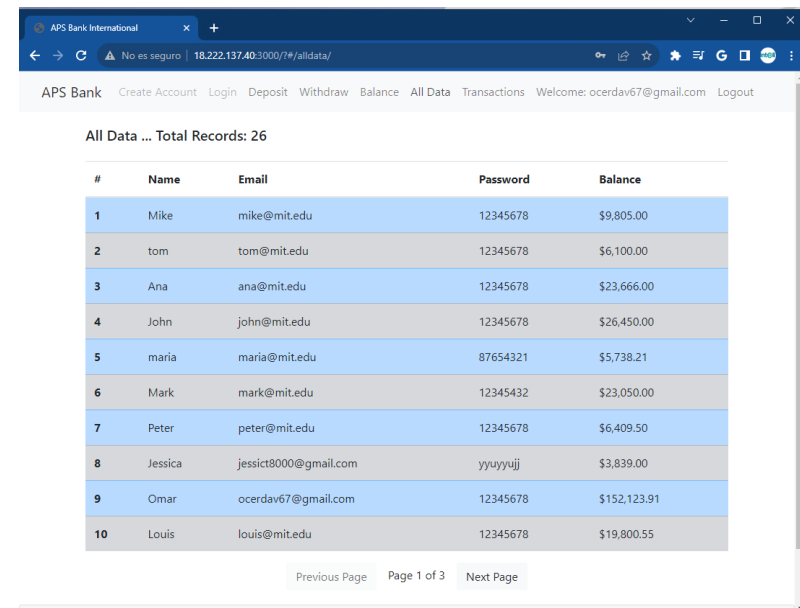 APS Bank International
No es seguro | 18.222.137.40:3000/?#/alldata/
APS Bank Create Account Login Deposit Withdraw Balance All Data Transactions Welcome: ocerdav67@gmail.com Logout
All Data ... Total Records: 26
# Name Email Password Balance
1 Mike mike@mit.edu 12345678 $9,805.00
2 tom tom@mit.edu 12345678 $6,100.00
3 Ana ana@mit.edu 12345678 $23,666.00
4 John john@mit.edu 12345678 $26,450.00
5 maria maria@mit.edu 87654321 $5,738.21
6 Mark mark@mit.edu 12345432 $23,050.00
7 Peter peter@mit.edu 12345678 $6,409.50
8 Jessica jessict8000@gmail.com yyuyyujj $3,839.00
9 Omar ocerdav67@gmail.com 12345678 $152,123.91
10 Louis louis@mit.edu 12345678 $19,800.55
Previous Page Page 1 of 3 Next Page